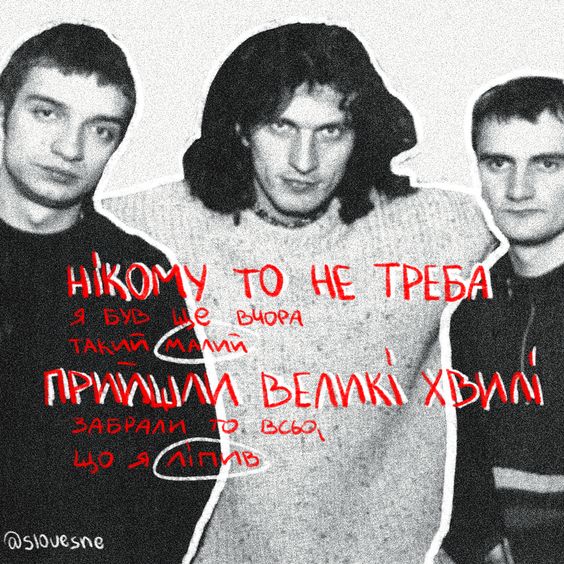 НІКОМУ ТО НЕ ТРЕБА
Я БУВ ЩЕ ВЧОРА
ТАКИЙ МАЛИЙ
ПРИЙШЛИ ВЕЛИКІ ХВИЛІ
ЗАБРАЛИ ТО ВСЬО,
ЩО Я ЛІПИВ
@slovesne